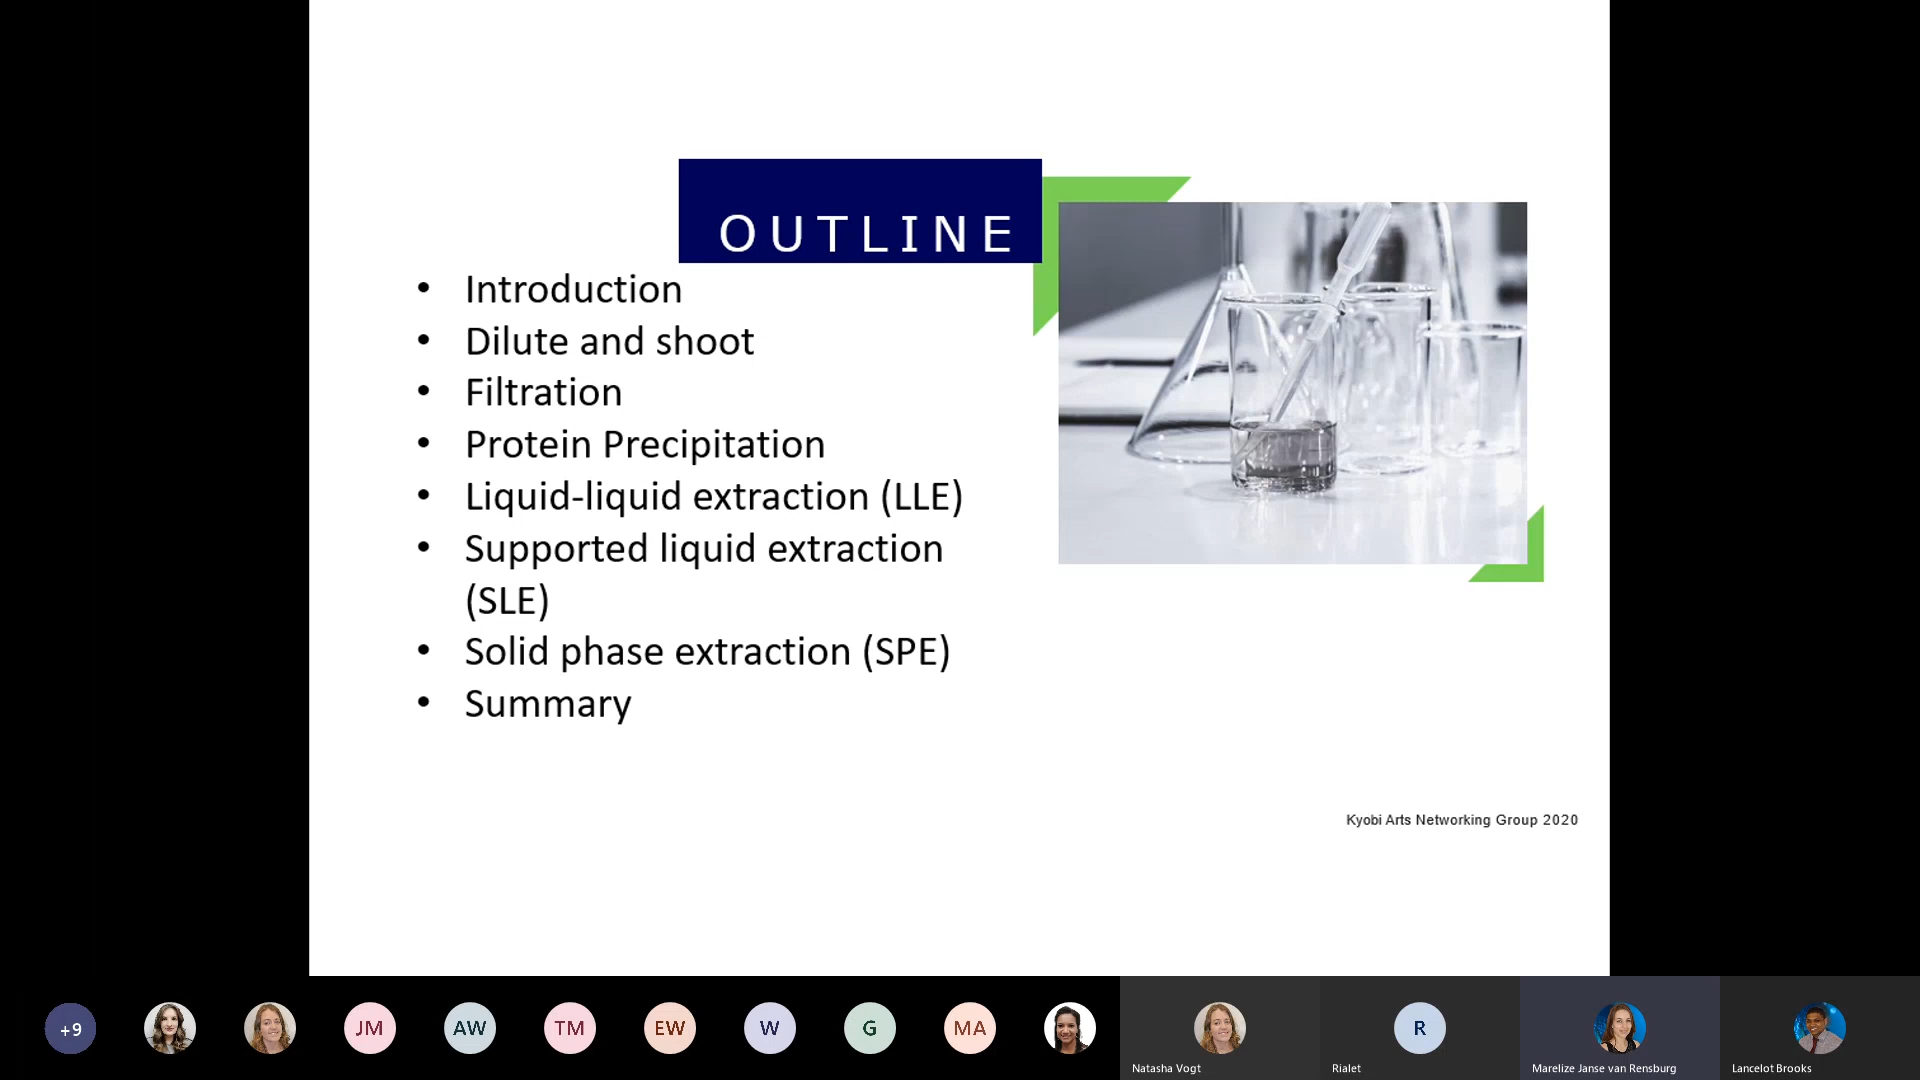 OUTLINE
• Introduction
• Dilute and shoot
• Filtration
• Protein Precipitation
• Liquid-liquid extraction (LLE)
• Supported liquid extraction
(SLE)
• Solid phase extraction (SPE)
• Summary
Kyobi Arts Networking Group 2020
+9
JM
AW
TM
EW
W
G
MA
Natasha Vogt
R
Rialet
Marelize Janse van Rensburg
Lancelot Brooks